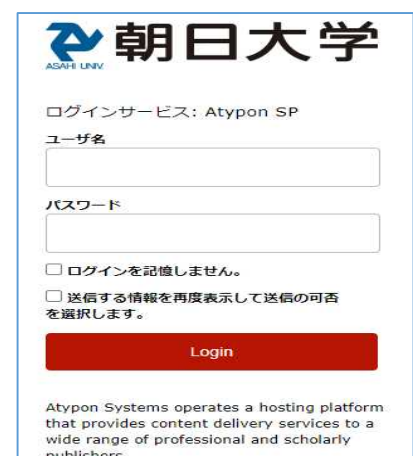 朝日大学
ASAHI UNIV.
ログインサービス: Atypon SP
ユーザ名
パスワード
ログインを記憶しません。
送信する情報を再度表示して送信の可否
を選択します。
Login
Atypon Systems operates a hosting platform
that provides content delivery services to a
wide range of professional and scholarly
publishers